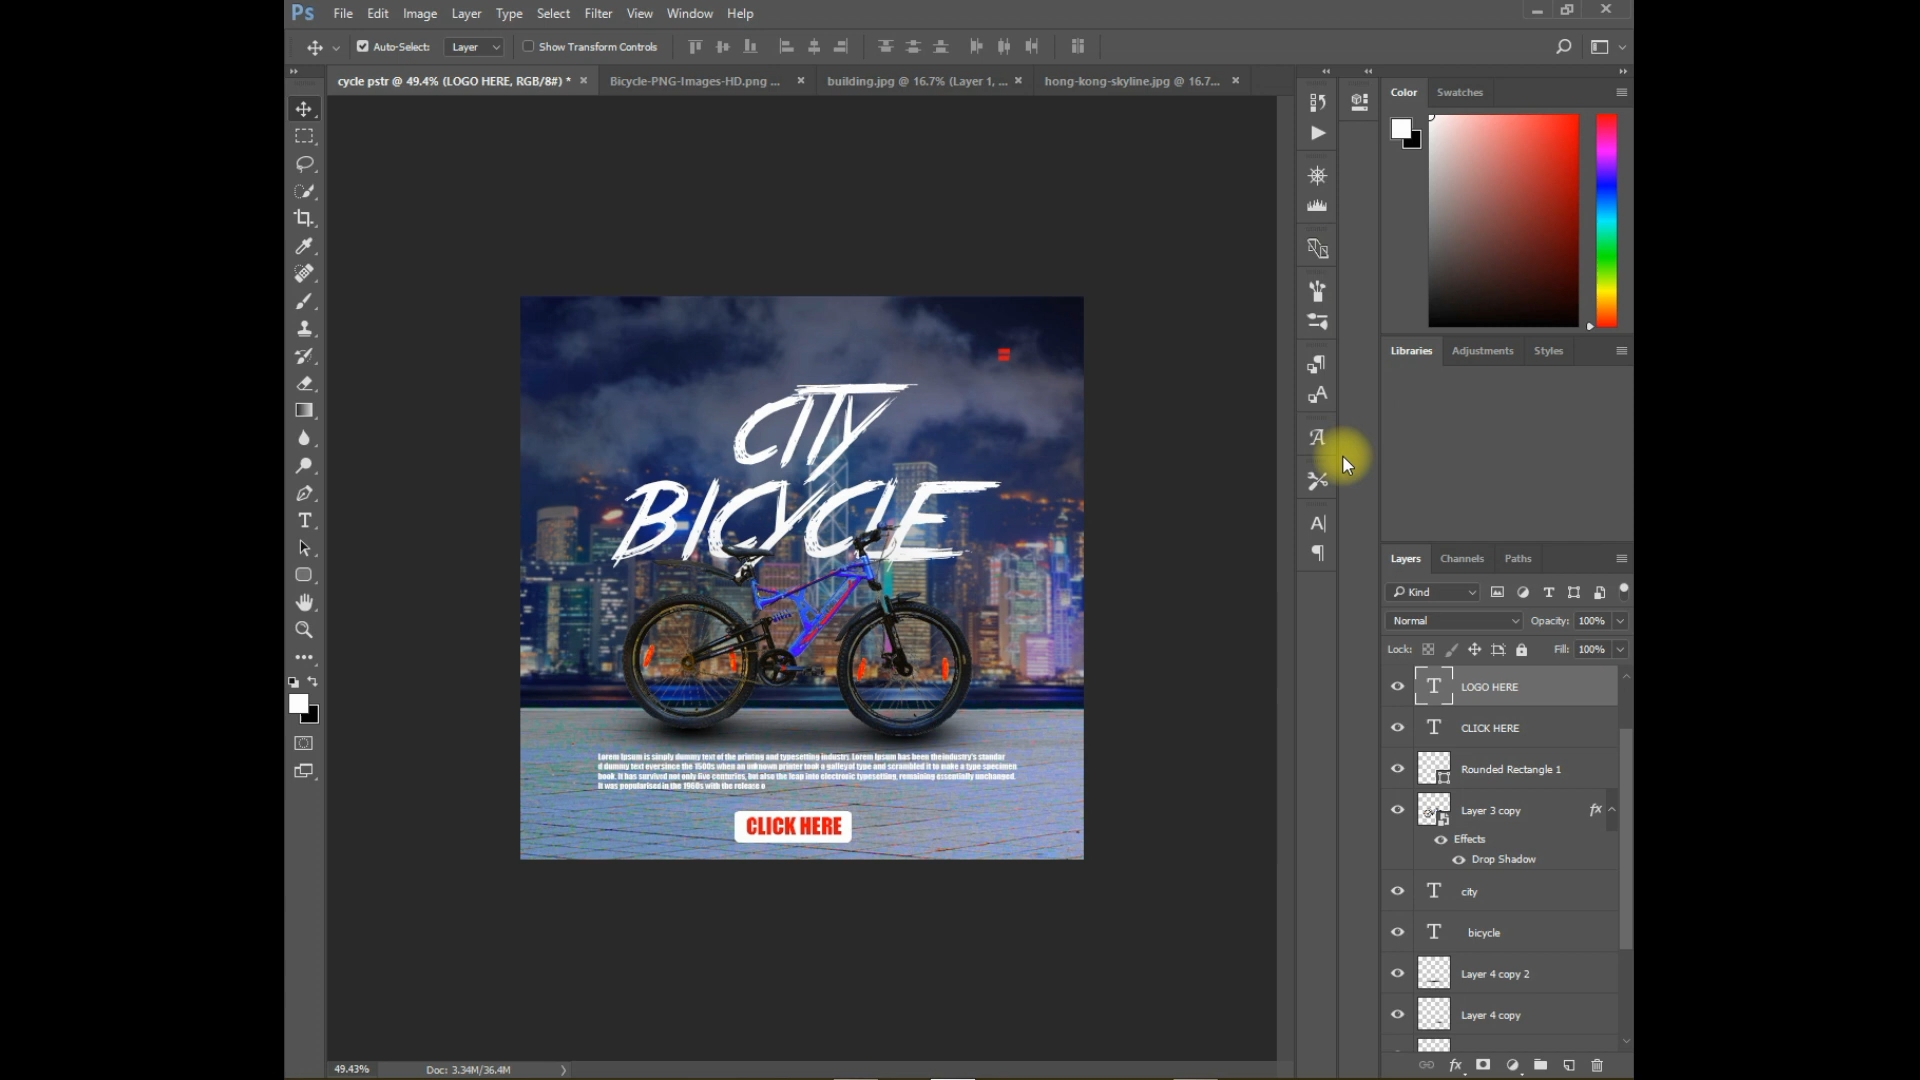 Ps File Edit Image Layer Type Select Filter View Window Help
Auto-Select: Layer Show Transform Controls
cycle pstr @ 49.4% (LOGO HERE, RGB/8#) * Bicycle-PNG-Images-HD.png ... building.jpg @ 16.7% (Layer 1, ... hong-kong-skyline.jpg @ 16.7...
Color Swatches
Libraries Adjustments Styles
CITY
BICYCLE
Lorem Ipsum is simply dummy text of the printing and typesetting industry. Lorem Ipsum has been theindustry's standar
d dummy text eversince the 1500s when an unknown printer took a galleyof type and scrambled it to make a type specimen
book. It has survived not only five centuries, but also the leap into electronic typesetting, remaining essentially unchanged.
It was popularised in the 1960s with the release o
CLICK HERE
Layers Channels Paths
Kind
Normal Opacity: 100%
Lock: Fill: 100%
LOGO HERE
CLICK HERE
Rounded Rectangle 1
Layer 3 copy fx
Effects
Drop Shadow
city
bicycle
Layer 4 copy 2
Layer 4 copy
49.43% Doc: 3.34M/36.4M